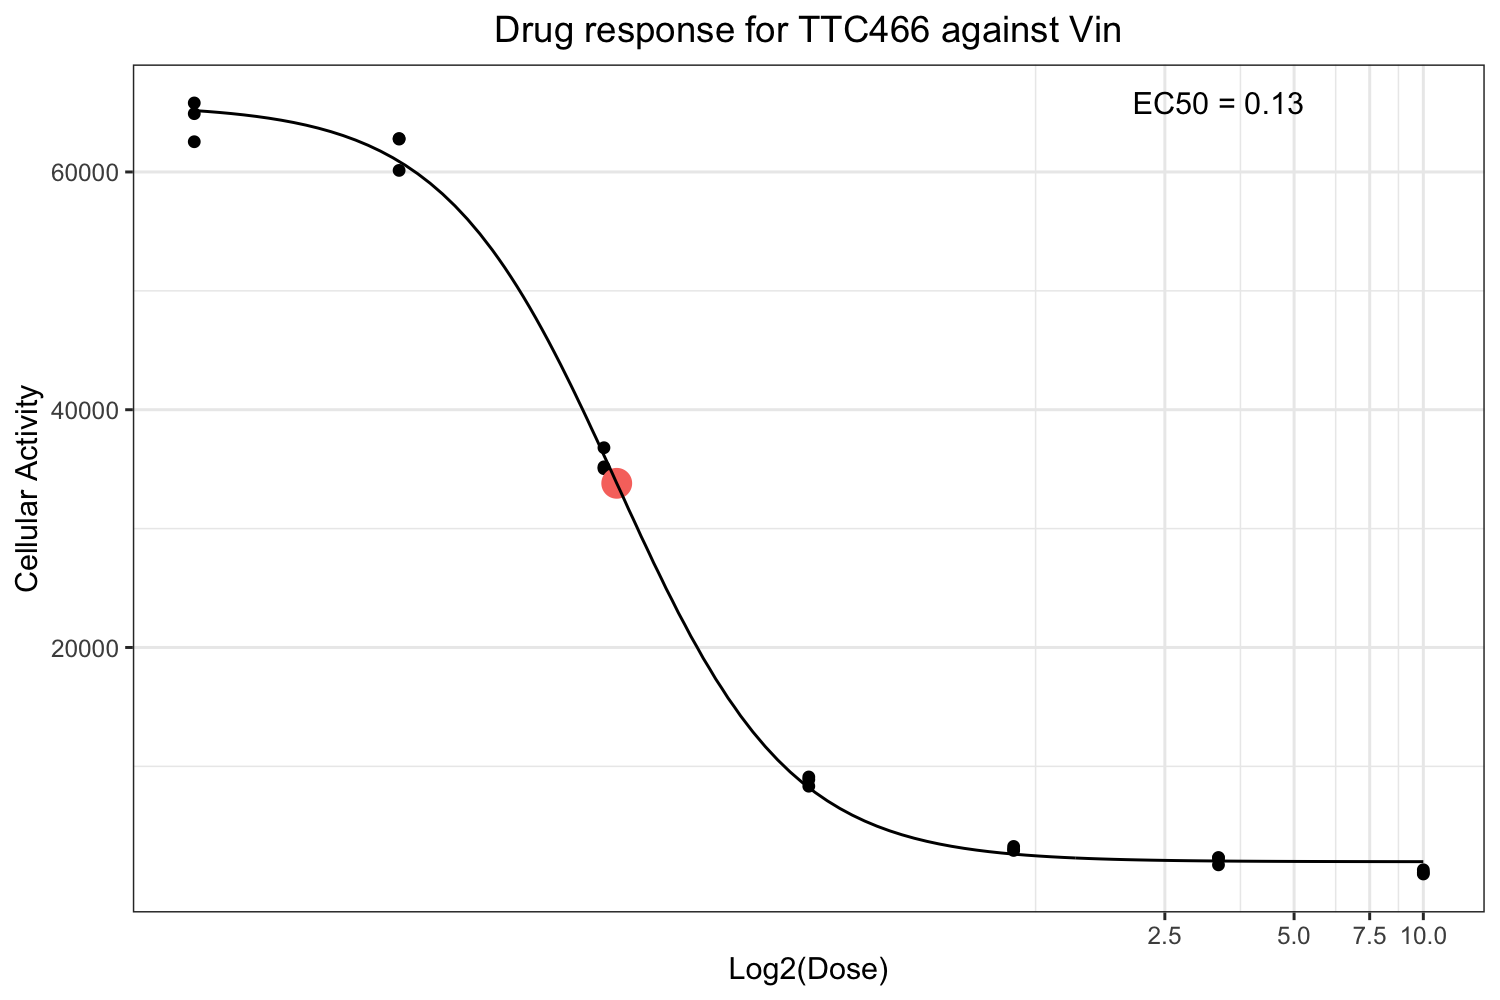 Drug response for TTC466 against Vin
EC50 = 0.13
60000
40000
20000
Cellular Activity
2.5 5.0 7.5 10.0
Log2(Dose)